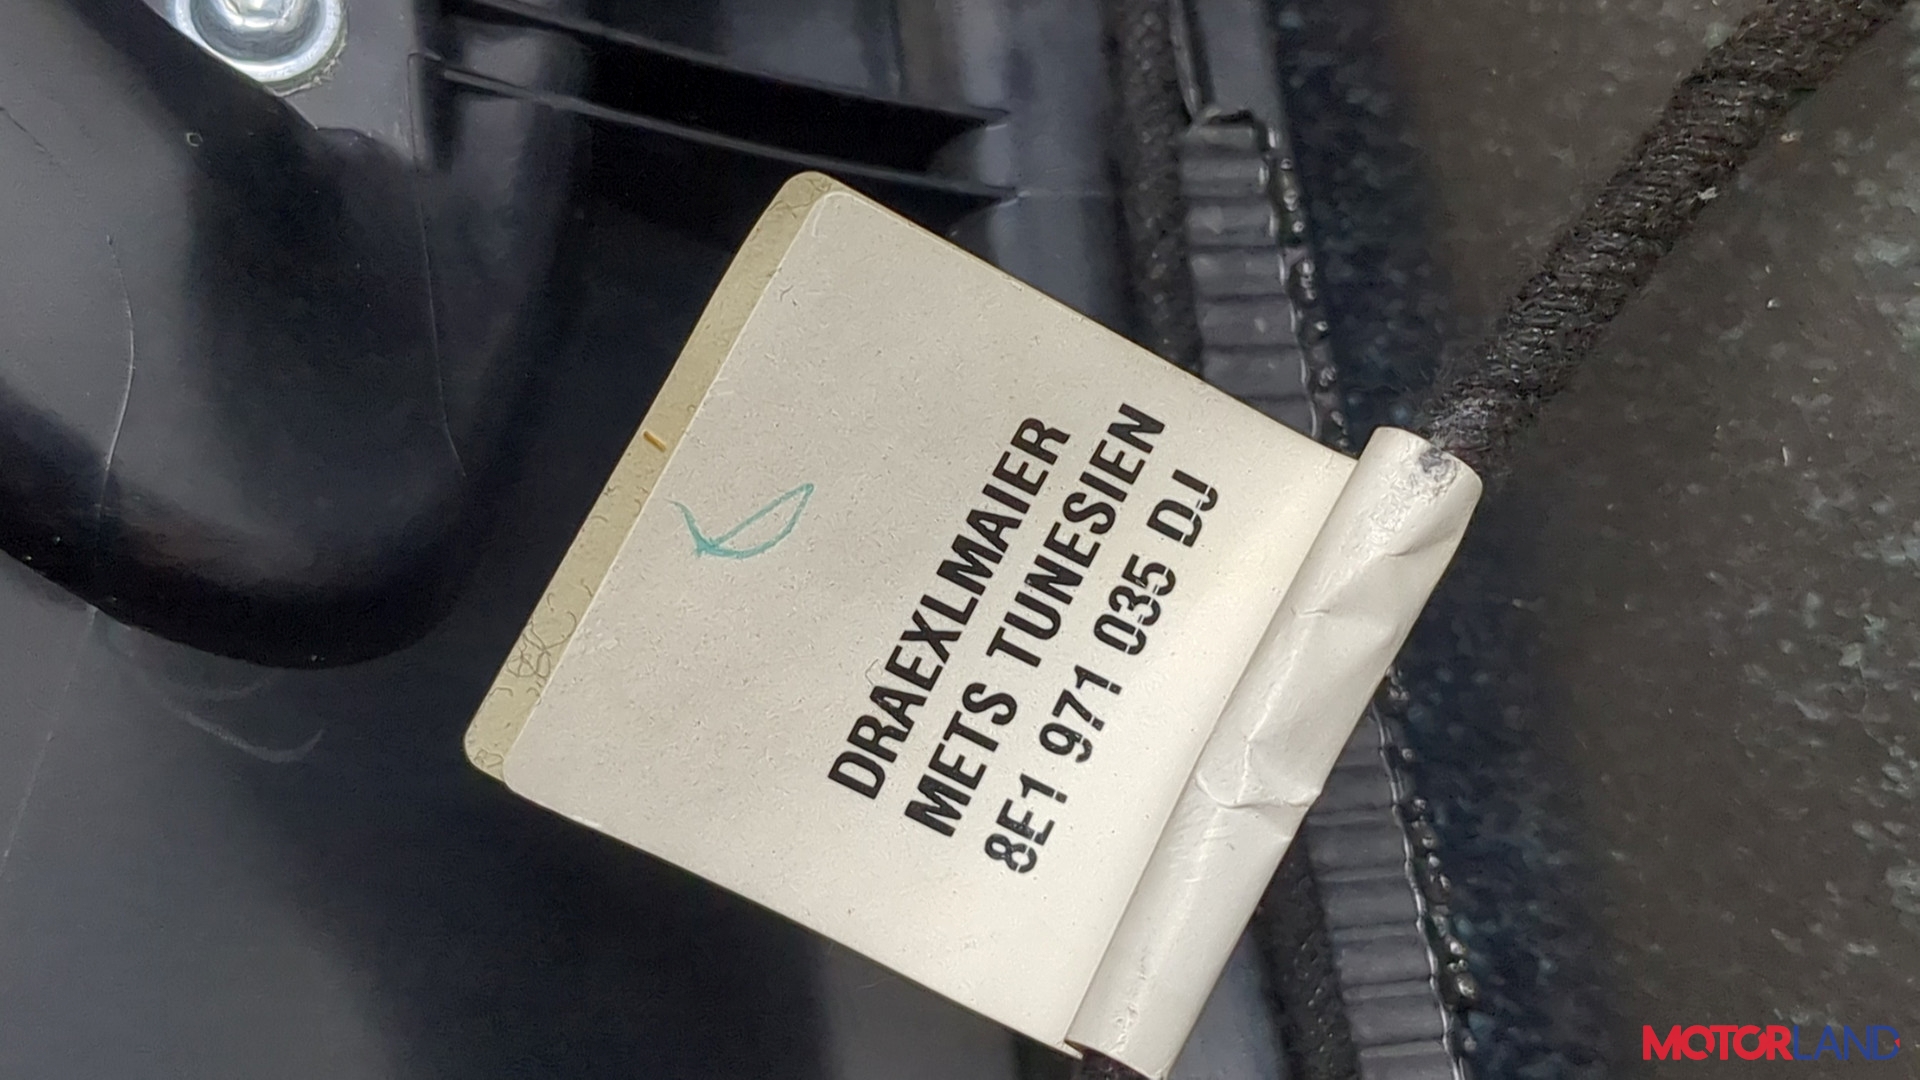 DRAEXLMAIER
METS TUNESIEN
8E1 971 035 DJ
MOTORLAND